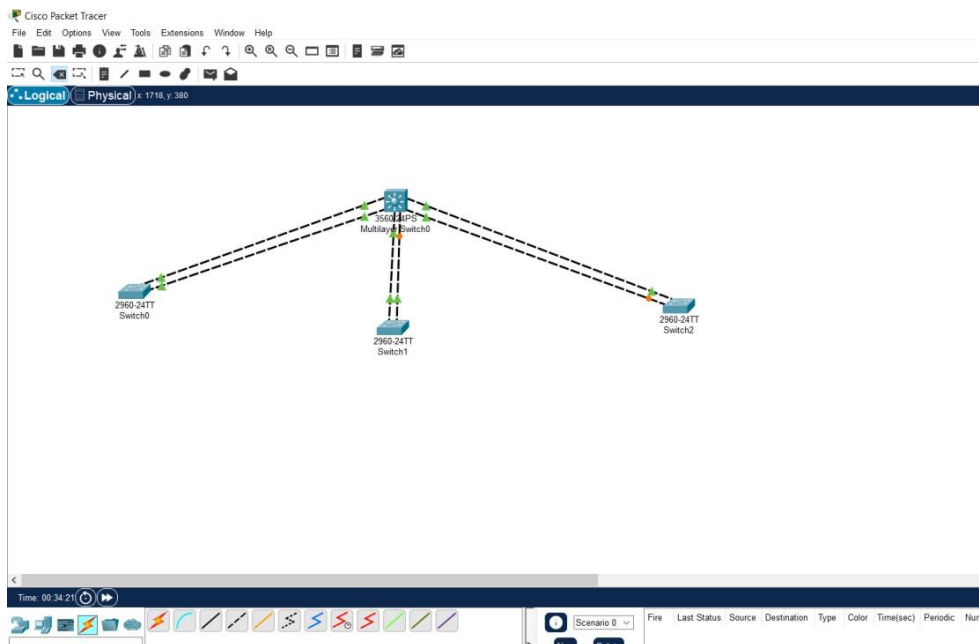 Cisco Packet Tracer
File Edit Options View Tools Extensions Window Help
Logical Physical x: 1718, y: 380
3560-24PS
Multilayer Switch0
2960-24TT
Switch0
2960-24TT
Switch1
2960-24TT
Switch2
Time: 00:34:21
Scenario 0 Fire Last Status Source Destination Type Color Time(sec) Periodic